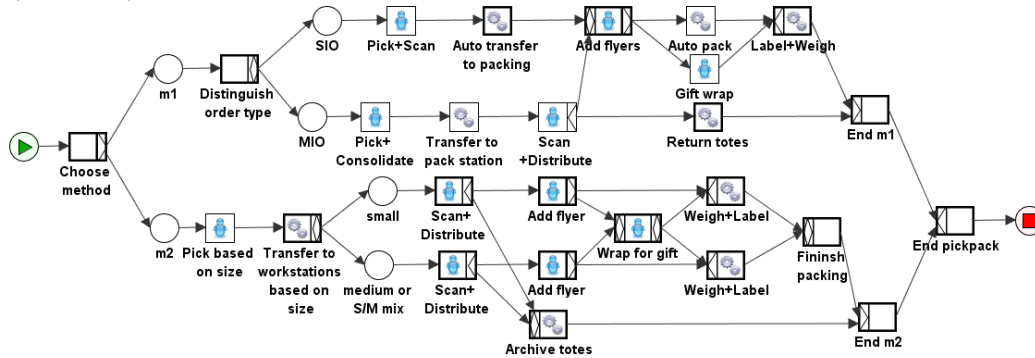 SIO
Pick+Scan
Auto transfer
to packing
Add flyers
Auto pack
Label+Weigh
Gift wrap
m1
Distinguish
order type
MIO
Pick+
Consolidate
Transfer to
pack station
Scan
+Distribute
Return totes
End m1
Choose
method
m2
Pick based
on size
Transfer to
workstations
based on
size
small
Scan+
Distribute
Add flyer
Weigh+Label
medium or
S/M mix
Scan+
Distribute
Add flyer
Wrap for gift
Weigh+Label
Fininsh
packing
Archive totes
End m2
End pickpack